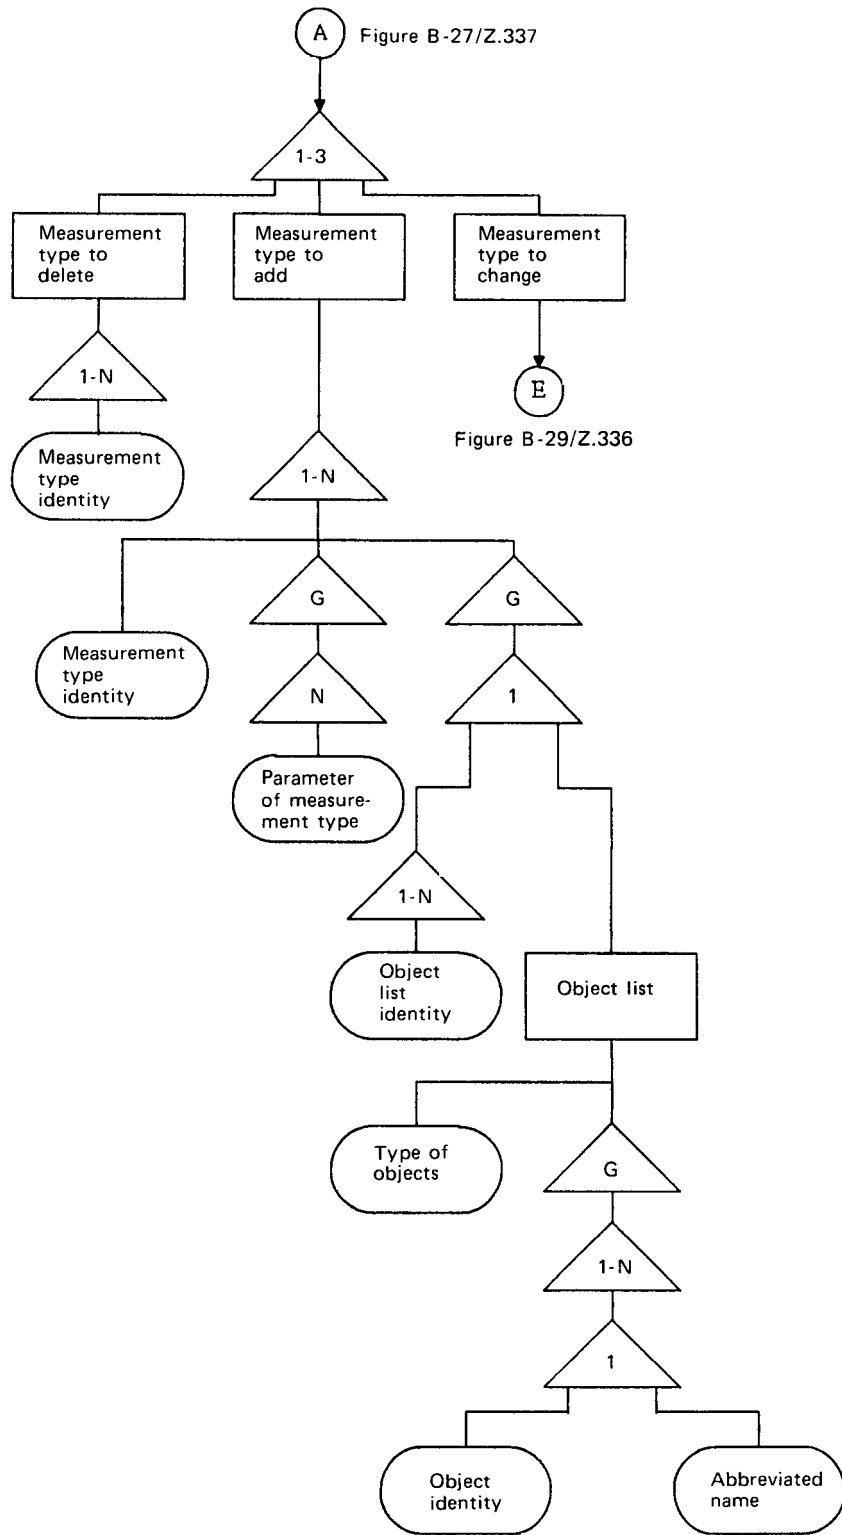 A
Figure B-27/Z.337
1-3
Measurement
type to
delete
Measurement
type to
add
Measurement
type to
change
1-N
E
Figure B-29/Z.336
Measurement
type
identity
1-N
G
G
Measurement
type
identity
N
1
Parameter
of measure-
ment type
1-N
Object
list
identity
Object list
Type of
objects
G
1-N
1
Object
identity
Abbreviated
name